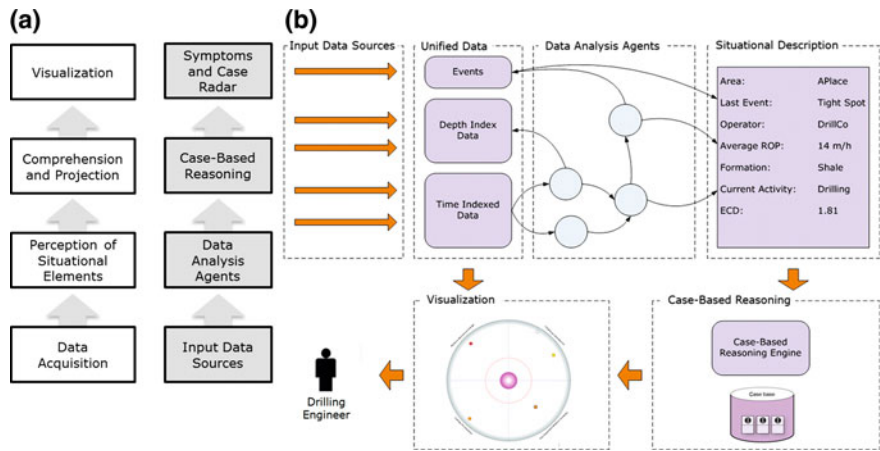 (a)
Visualization
Symptoms
and Case
Radar
Comprehension
and Projection
Case-Based
Reasoning
Perception of
Situational
Elements
Data
Analysis
Agents
Data
Acquisition
Input Data
Sources
(b)
Input Data Sources
Unified Data
Data Analysis Agents
Situational Description
Events
Depth Index
Data
Time Indexed
Data
Area: APlace
Last Event: Tight Spot
Operator: DrillCo
Average ROP: 14 m/h
Formation: Shale
Current Activity: Drilling
ECD: 1.81
Visualization
Case-Based Reasoning
Case-Based
Reasoning Engine
Case base
Drilling
Engineer